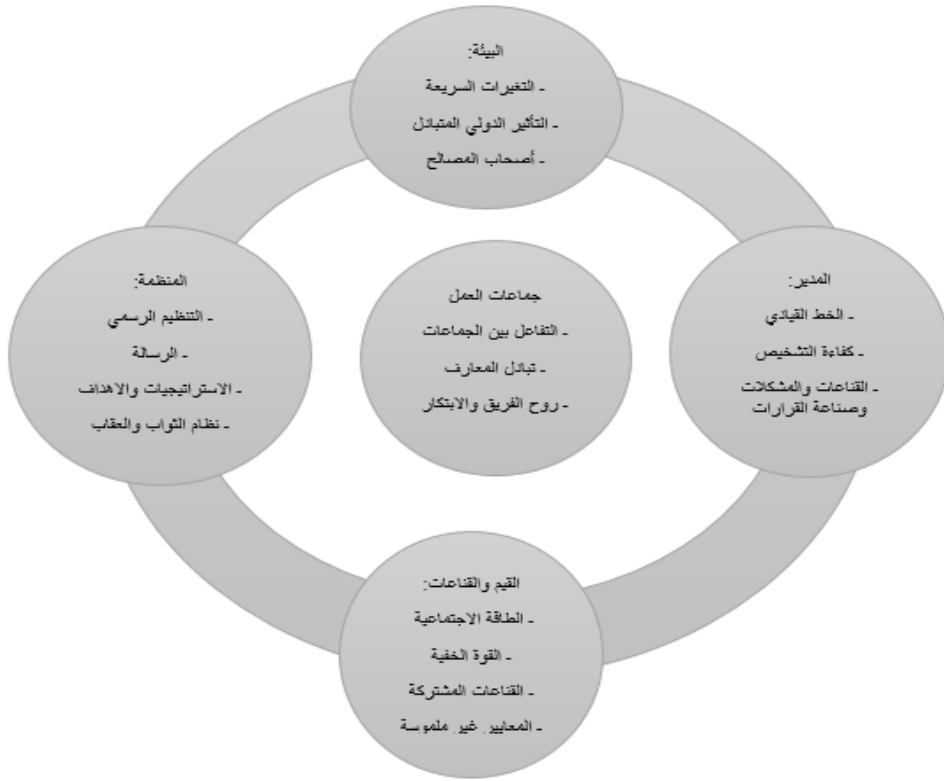 البيئة:
- التغيرات السريعة
- التأثير الدولي المتبادل
- أصحاب المصالح
المدير:
- الخط القيادي
- كفاءة التشخيص
- القناعات والمشكلات
وصناعة القرارات
جماعات العمل
- التفاعل بين الجماعات
- تبادل المعارف
- روح الفريق والابتكار
المنظمة:
- التنظيم الرسمي
- الرسالة
- الاستراتيجيات والاهداف
- نظام الثواب والعقاب
القيم والقناعات:
- الطاقة الاجتماعية
- القوة الخفية
- القناعات المشتركة
- المعايير غير ملموسة